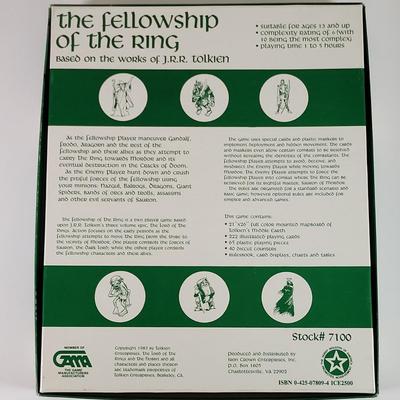 the fellowship
of the Ring
Based on the works of J.R.R. Tolkien
• suitable for ages 13 and up
• complexity rating of 6 (with
10 being the most complex)
• playing time 1 to 5 hours
As the Fellowship Player maneuver Gandalf,
Frodo, Aragorn and the rest of the
Fellowship and their allies as they attempt to
carry The Ring towards Mordor and its
eventual destruction in the Cracks of Doom.
As the Enemy Player hunt down and crush
the pitiful forces of the Fellowship using
your minions: Nazgul, Balrogs, Dragons, Giant
Spiders, hands of orcs and trolls, assassins
and other evil servants of Sauron.
The Fellowship of The Ring is a two player game based
upon J.R.R. Tolkien's three volume epic, The Lord of The
Rings. Action focuses on the early period as the
Fellowship attempts to move The Ring from the Shire to
the vicinity of Mordor. One player controls the forces of
Sauron, the Dark Lord; while the other player controls
the Fellowship characters and their allies.
The game uses special cards and plastic markers to
implement deployment and hidden movement. The cards
and markers even allow certain combats to be resolved
without revealing the identities of the combatants. The
Fellowship Player attempts to avoid, deceive, and
misdirect the Enemy with secret deployment and
movement. The Enemy Player attempts to force the
Fellowship Player into combat where The Ring can be
retrieved for its rightful master, Sauron of Mordor. The
rules are organized for a standard scenario and
basic game; however optional rules are included for
complex and advanced games.
This game contains:
• 21"x26" full color mounted mapboard of
Tolkien's Middle Earth
• 222 illustrated playing cards
• 65 plastic playing pieces
• 40 diecut counters
• rulesbook, card displays, charts and tables
Stock# 7100
MEMBER OF
GAMA
THE GAME
MANUFACTURERS
ASSOCIATION
Copyright 1983 by Tolkien
Enterprises. The Lord of The
Rings and The Fellowship and all
characters and places therein
are trademark properties of
Tolkien Enterprises, Berkeley, CA.
Produced and distributed by
Iron Crown Enterprises, Inc.
P.O. Box 1605
Charlottesville, VA 22902
ISBN 0-425-07809-4 ICE2500